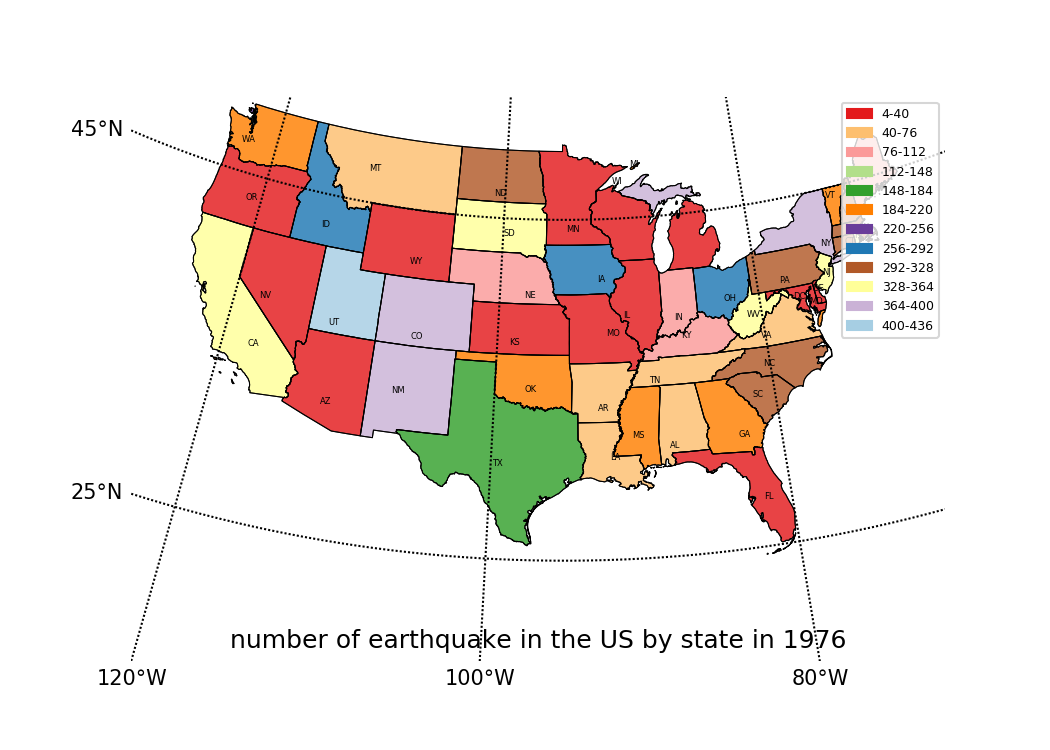 4-40
40-76
76-112
112-148
148-184
184-220
220-256
256-292
292-328
328-364
364-400
400-436
45°N
25°N
WA
MT
ND
MI
WI
VT
OR
ID
SD
MN
NY
WY
NV
NE
IA
OH
PA
NJ
UT
CO
CA
KS
MO
IL
IN
KY
WV
VA
NM
AZ
OK
AR
TN
NC
SC
TX
LA
MS
AL
GA
FL
number of earthquake in the US by state in 1976
120°W
100°W
80°W